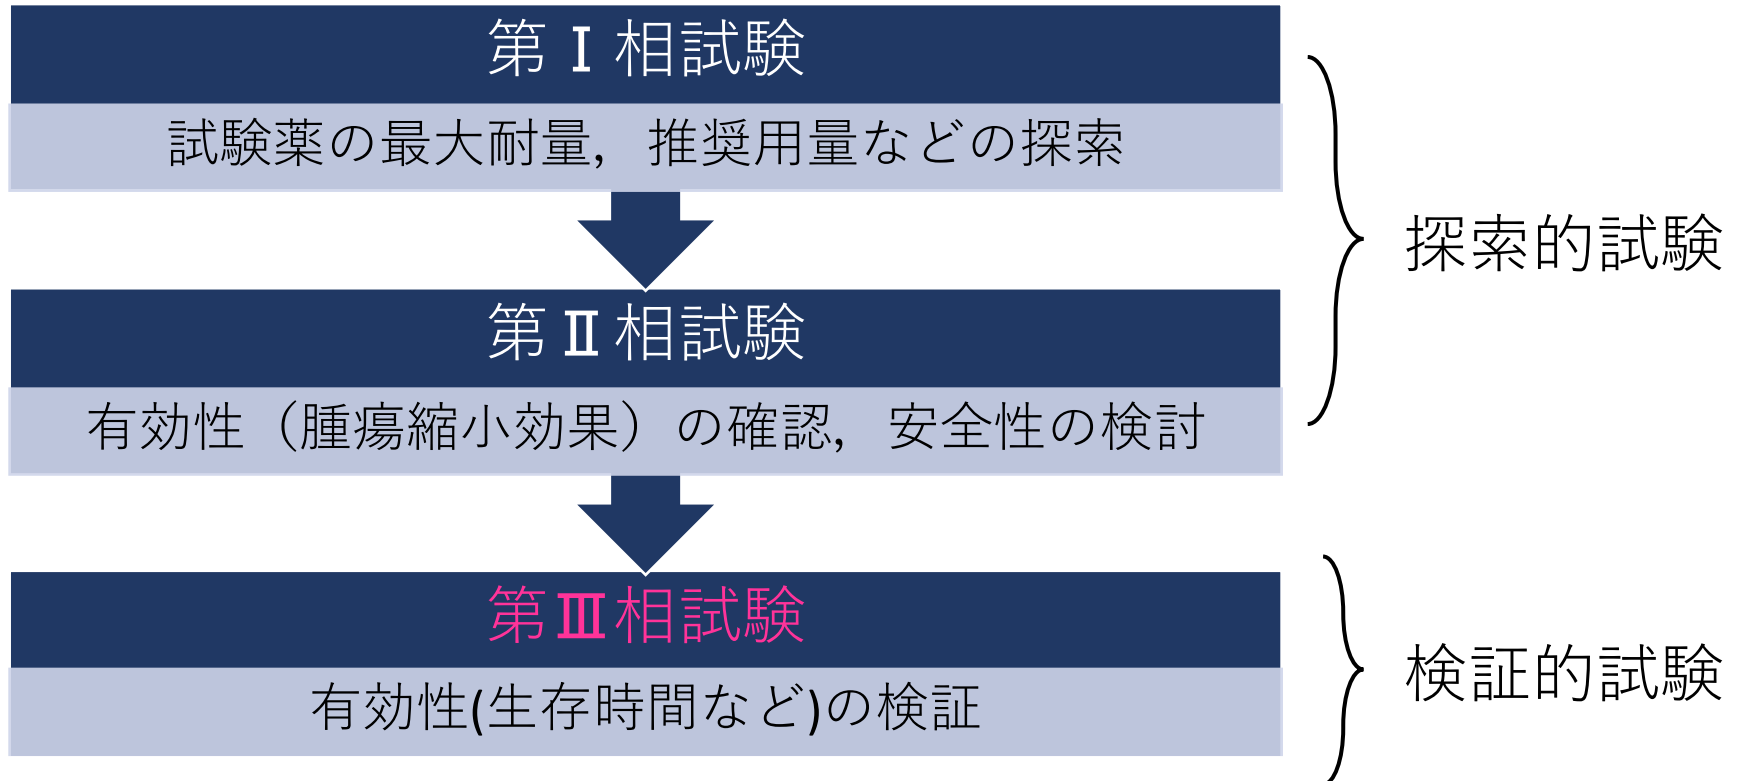 第Ⅰ相試験
試験薬の最大耐量，推奨用量などの探索
探索的試験
第Ⅱ相試験
有効性（腫瘍縮小効果）の確認，安全性の検討
第Ⅲ相試験
有効性(生存時間など)の検証
検証的試験